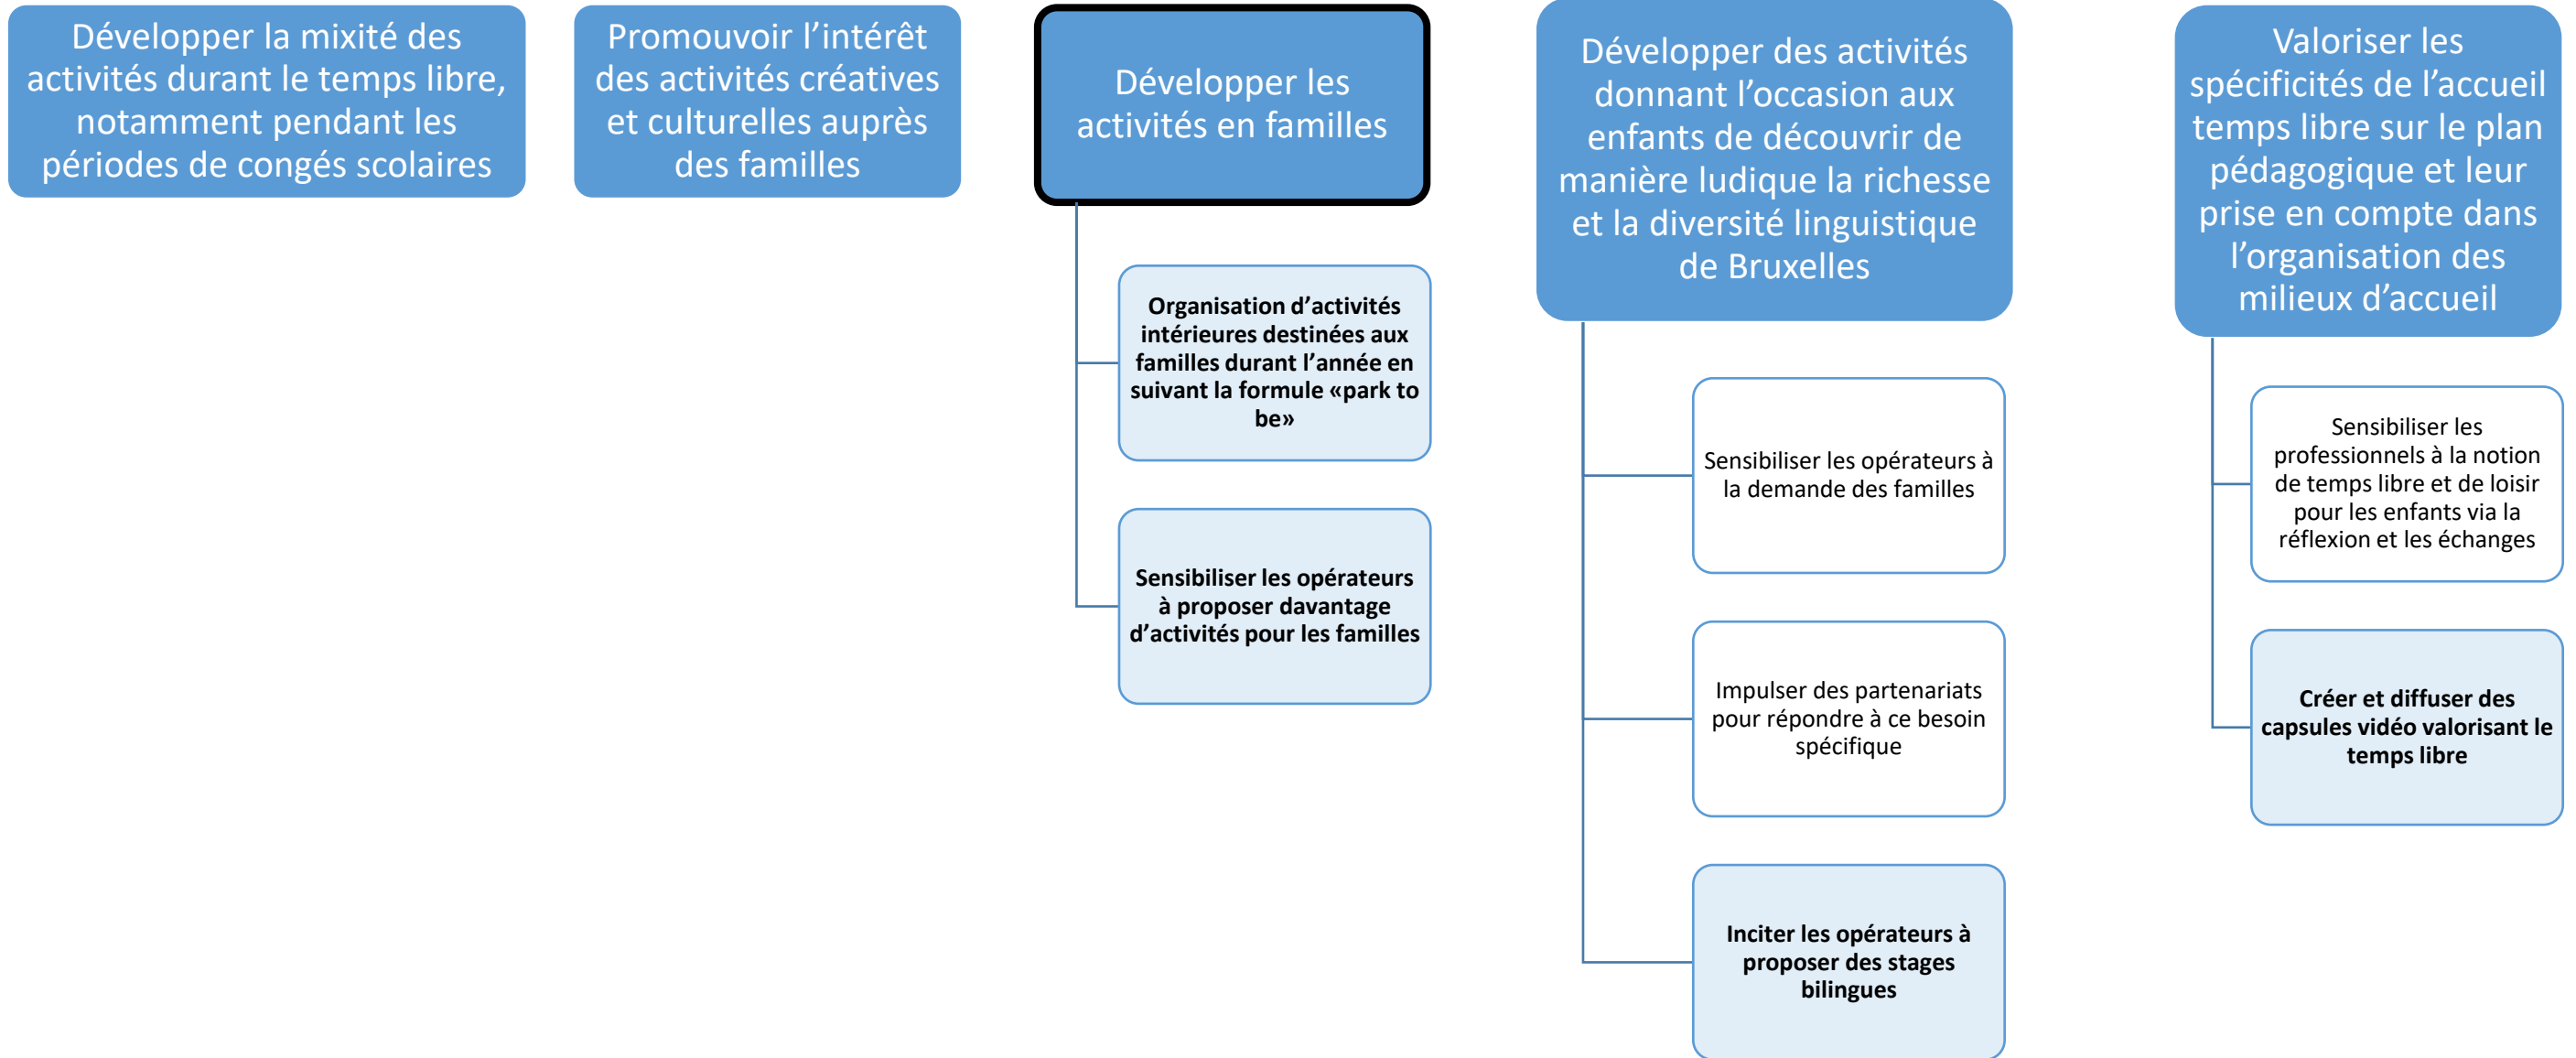 Développer la mixité des
activités durant le temps libre,
notamment pendant les
périodes de congés scolaires
Promouvoir l’intérêt
des activités créatives
et culturelles auprès
des familles
Développer les
activités en familles
Organisation d’activités
intérieures destinées aux
familles durant l’année en
suivant la formule «park to
be»
Sensibiliser les opérateurs
à proposer davantage
d’activités pour les familles
Développer des activités
donnant l’occasion aux
enfants de découvrir de
manière ludique la richesse
et la diversité linguistique
de Bruxelles
Sensibiliser les opérateurs à
la demande des familles
Impulser des partenariats
pour répondre à ce besoin
spécifique
Inciter les opérateurs à
proposer des stages
bilingues
Valoriser les
spécificités de l’accueil
temps libre sur le plan
pédagogique et leur
prise en compte dans
l’organisation des
milieux d’accueil
Sensibiliser les
professionnels à la notion
de temps libre et de loisir
pour les enfants via la
réflexion et les échanges
Créer et diffuser des
capsules vidéo valorisant le
temps libre